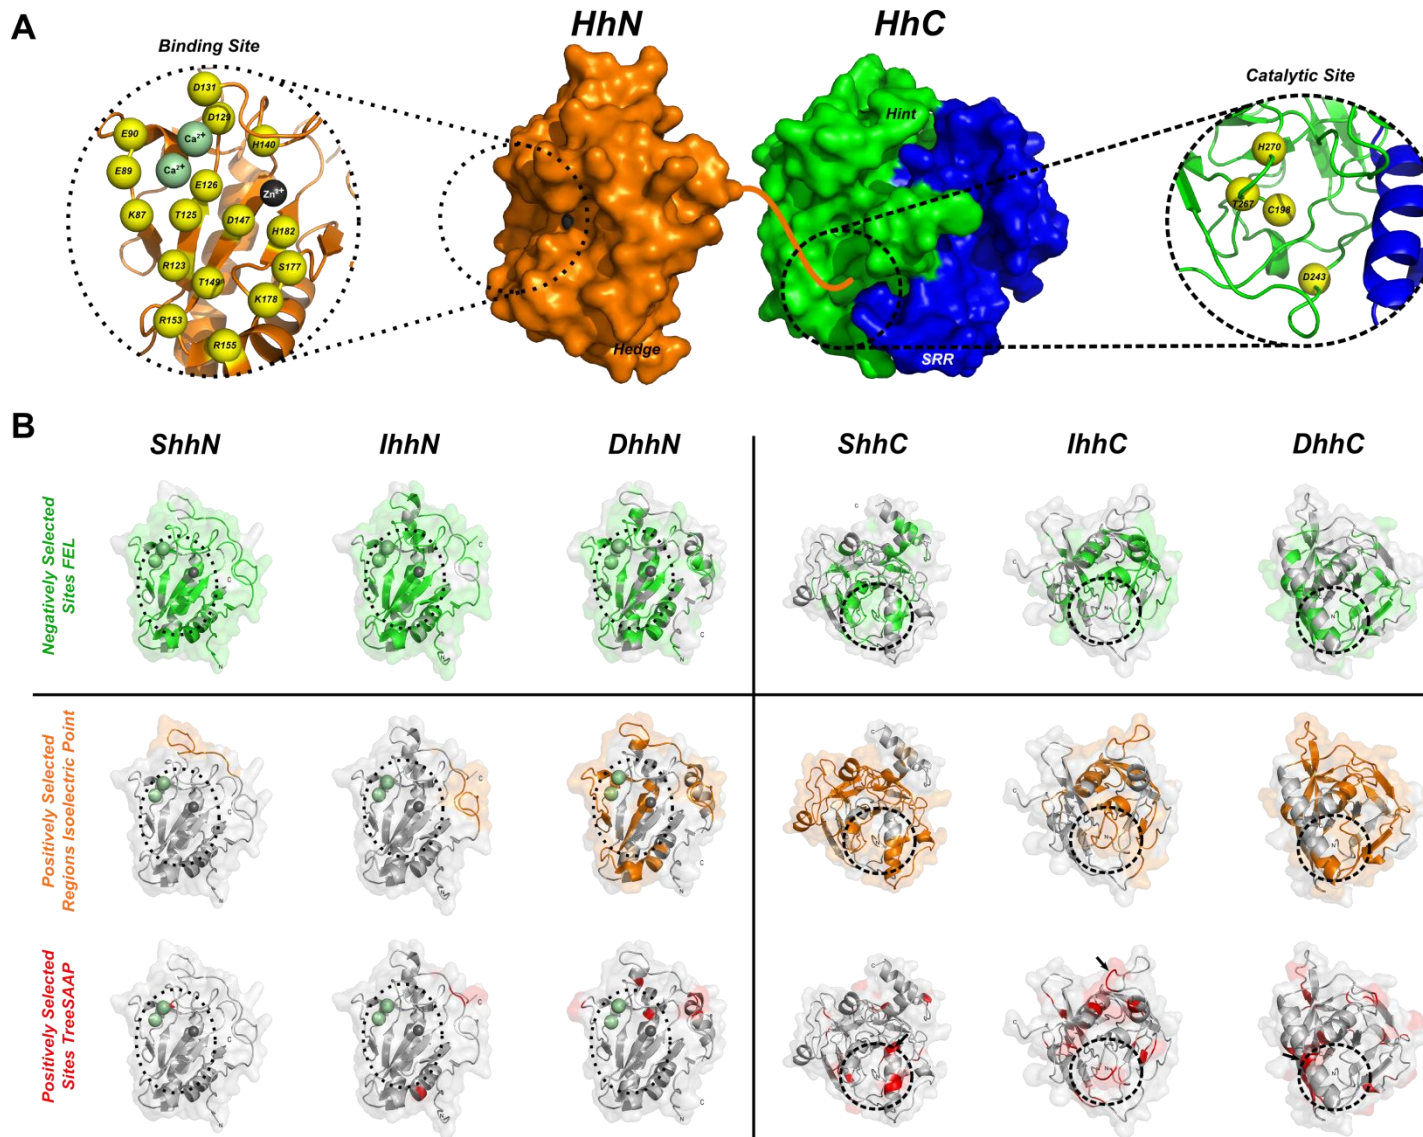 A
HhN
HhC
Binding Site
Catalytic Site
D131
D129
E90
Ca2+
H140
Ca2+
E89
E126
Zn2+
K87
T125
D147
H182
R123
S177
T149
K178
R153
R155
Hedge
Hint
SRR
H270
T267
C198
D243
B
ShhN
IhhN
DhhN
ShhC
IhhC
DhhC
Negatively Selected
Sites FEL
Positively Selected
Regions Isoelectric Point
Positively Selected
Sites TreeSAAP